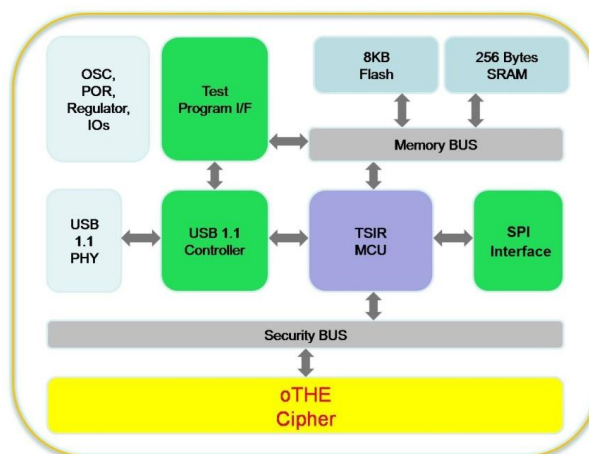 OSC,
POR,
Regulator,
IOs
Test
Program I/F
8KB
Flash
256 Bytes
SRAM
Memory BUS
USB
1.1
PHY
USB 1.1
Controller
TSIR
MCU
SPI
Interface
Security BUS
oTHE
Cipher